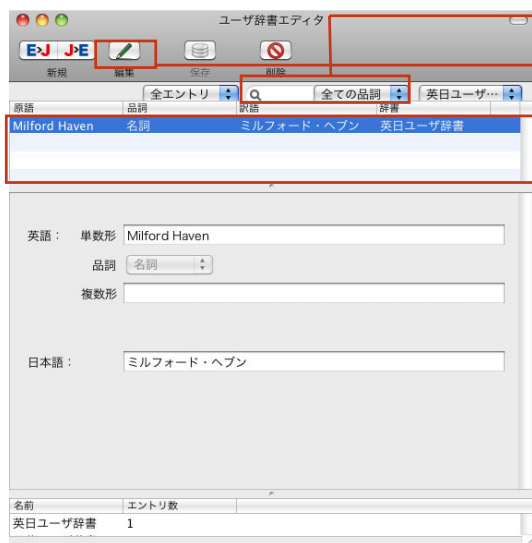 ユーザ辞書エディタ
E›J J›E
新規 編集 保存 削除
全エントリ 全ての品詞 英日ユーザ…
原語 品詞 訳語 辞書
Milford Haven 名詞 ミルフォード・ヘブン 英日ユーザ辞書
英語： 単数形 Milford Haven
品詞 名詞
複数形
日本語： ミルフォード・ヘブン
名前 エントリ数
英日ユーザ辞書 1